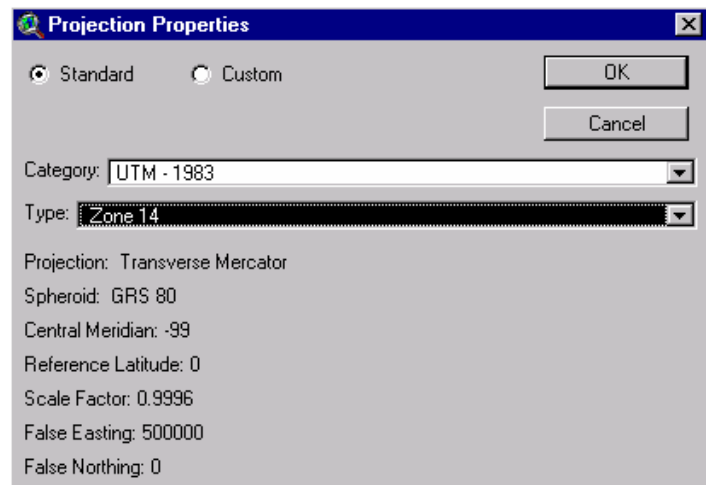 Projection Properties
Standard
Custom
OK
Cancel
Category: UTM - 1983
Type: Zone 14
Projection: Transverse Mercator
Spheroid: GRS 80
Central Meridian: -99
Reference Latitude: 0
Scale Factor: 0.9996
False Easting: 500000
False Northing: 0